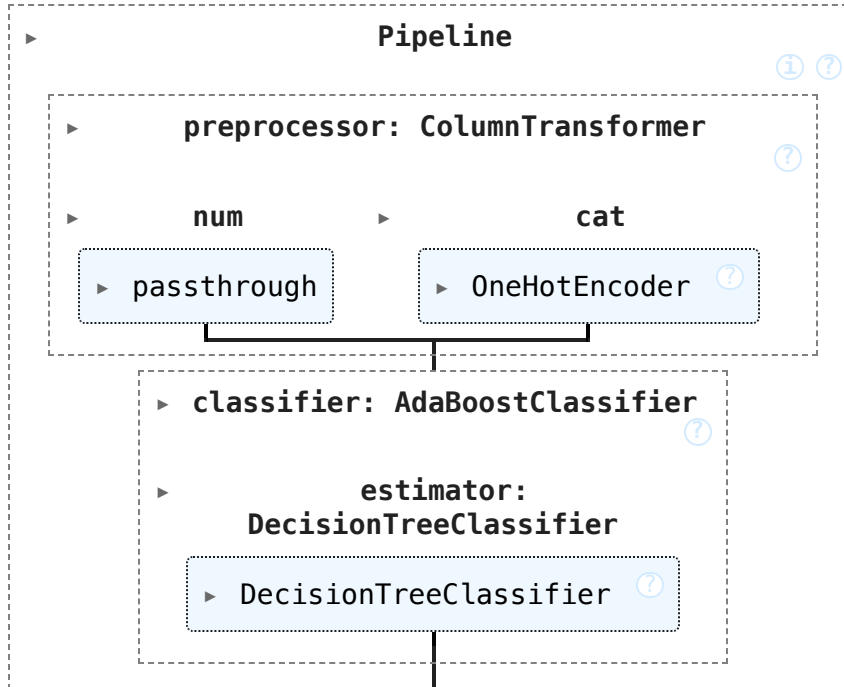 Pipeline
i ?
preprocessor: ColumnTransformer
?
num cat
passthrough OneHotEncoder ?
classifier: AdaBoostClassifier
?
estimator:
DecisionTreeClassifier
DecisionTreeClassifier ?